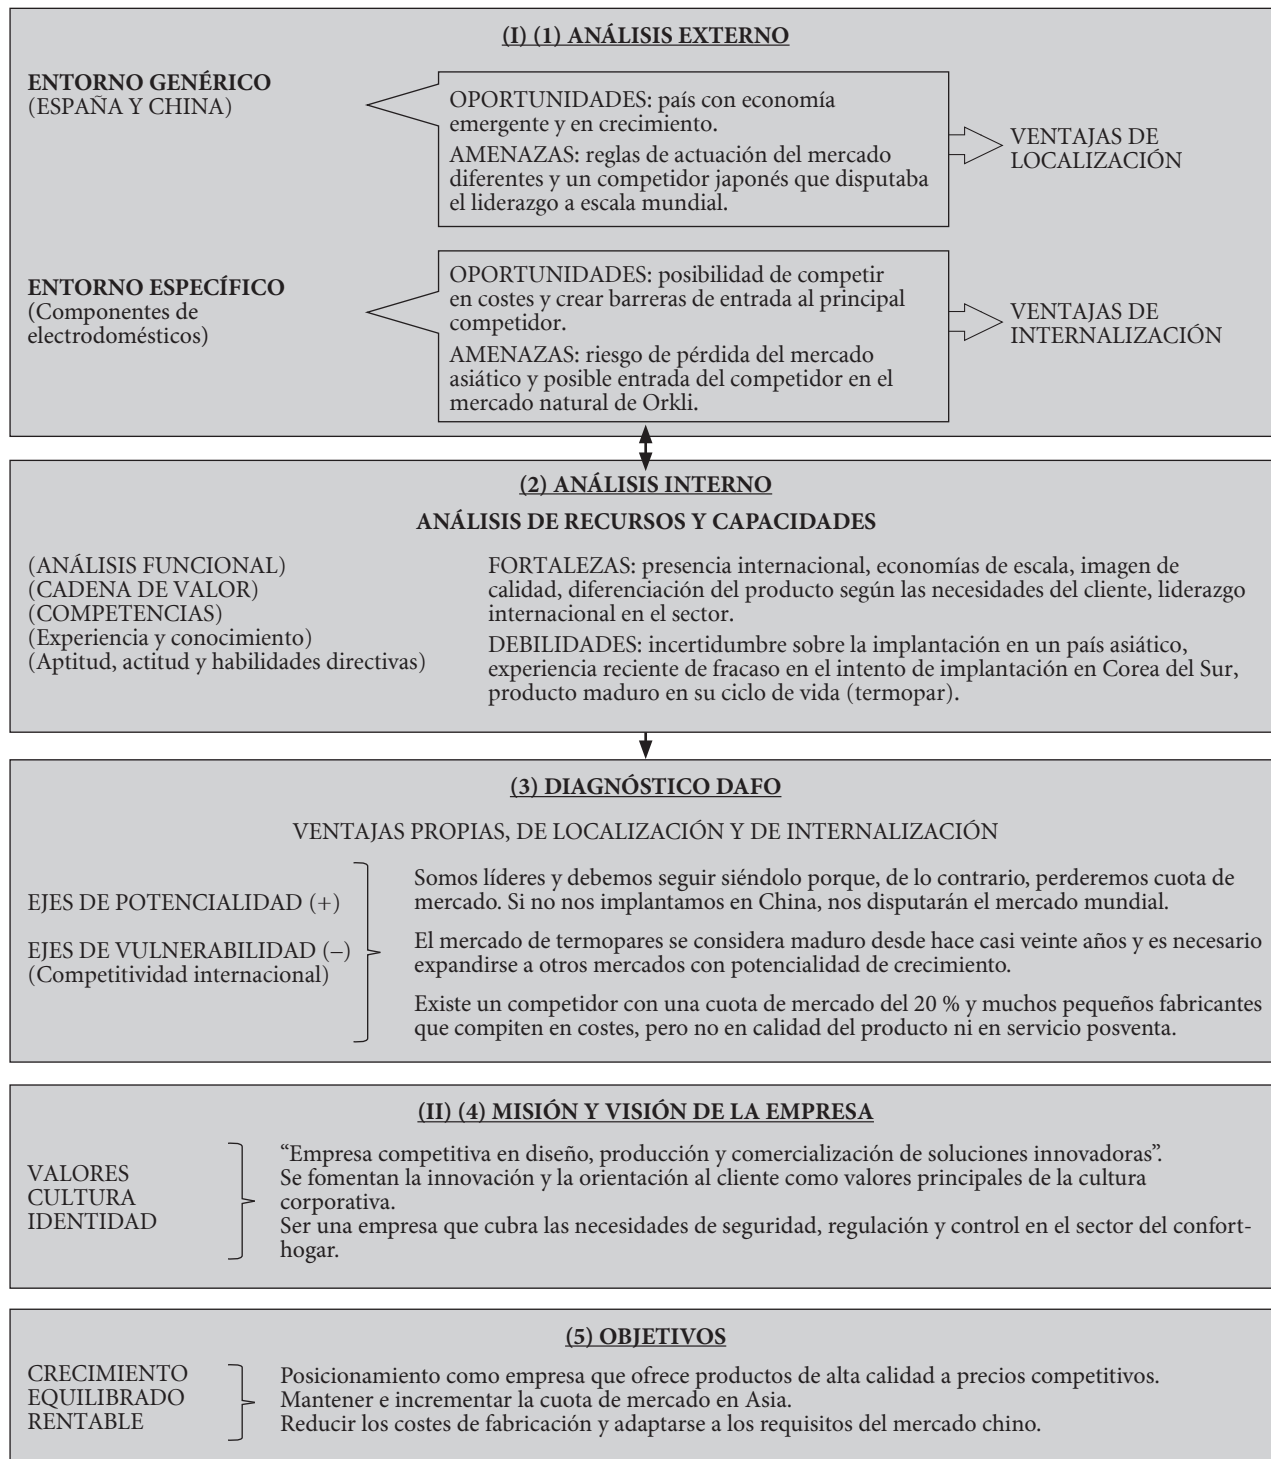 (I) (1) ANÁLISIS EXTERNO
ENTORNO GENÉRICO
(ESPAÑA Y CHINA)
OPORTUNIDADES: país con economía
emergente y en crecimiento.
AMENAZAS: reglas de actuación del mercado
diferentes y un competidor japonés que disputaba
el liderazgo a escala mundial.
VENTAJAS DE
LOCALIZACIÓN
ENTORNO ESPECÍFICO
(Componentes de
electrodomésticos)
OPORTUNIDADES: posibilidad de competir
en costes y crear barreras de entrada al principal
competidor.
AMENAZAS: riesgo de pérdida del mercado
asiático y posible entrada del competidor en el
mercado natural de Orkli.
VENTAJAS DE
INTERNALIZACIÓN
(2) ANÁLISIS INTERNO
ANÁLISIS DE RECURSOS Y CAPACIDADES
(ANÁLISIS FUNCIONAL)
(CADENA DE VALOR)
(COMPETENCIAS)
(Experiencia y conocimiento)
(Aptitud, actitud y habilidades directivas)
FORTALEZAS: presencia internacional, economías de escala, imagen de
calidad, diferenciación del producto según las necesidades del cliente, liderazgo
internacional en el sector.
DEBILIDADES: incertidumbre sobre la implantación en un país asiático,
experiencia reciente de fracaso en el intento de implantación en Corea del Sur,
producto maduro en su ciclo de vida (termopar).
(3) DIAGNÓSTICO DAFO
VENTAJAS PROPIAS, DE LOCALIZACIÓN Y DE INTERNALIZACIÓN
EJES DE POTENCIALIDAD (+)
EJES DE VULNERABILIDAD (–)
(Competitividad internacional)
Somos líderes y debemos seguir siéndolo porque, de lo contrario, perderemos cuota de
mercado. Si no nos implantamos en China, nos disputarán el mercado mundial.
El mercado de termopares se considera maduro desde hace casi veinte años y es necesario
expandirse a otros mercados con potencialidad de crecimiento.
Existe un competidor con una cuota de mercado del 20 % y muchos pequeños fabricantes
que compiten en costes, pero no en calidad del producto ni en servicio posventa.
(II) (4) MISIÓN Y VISIÓN DE LA EMPRESA
VALORES
CULTURA
IDENTIDAD
“Empresa competitiva en diseño, producción y comercialización de soluciones innovadoras”.
Se fomentan la innovación y la orientación al cliente como valores principales de la cultura
corporativa.
Ser una empresa que cubra las necesidades de seguridad, regulación y control en el sector del confort-
hogar.
(5) OBJETIVOS
CRECIMIENTO
EQUILIBRADO
RENTABLE
Posicionamiento como empresa que ofrece productos de alta calidad a precios competitivos.
Mantener e incrementar la cuota de mercado en Asia.
Reducir los costes de fabricación y adaptarse a los requisitos del mercado chino.